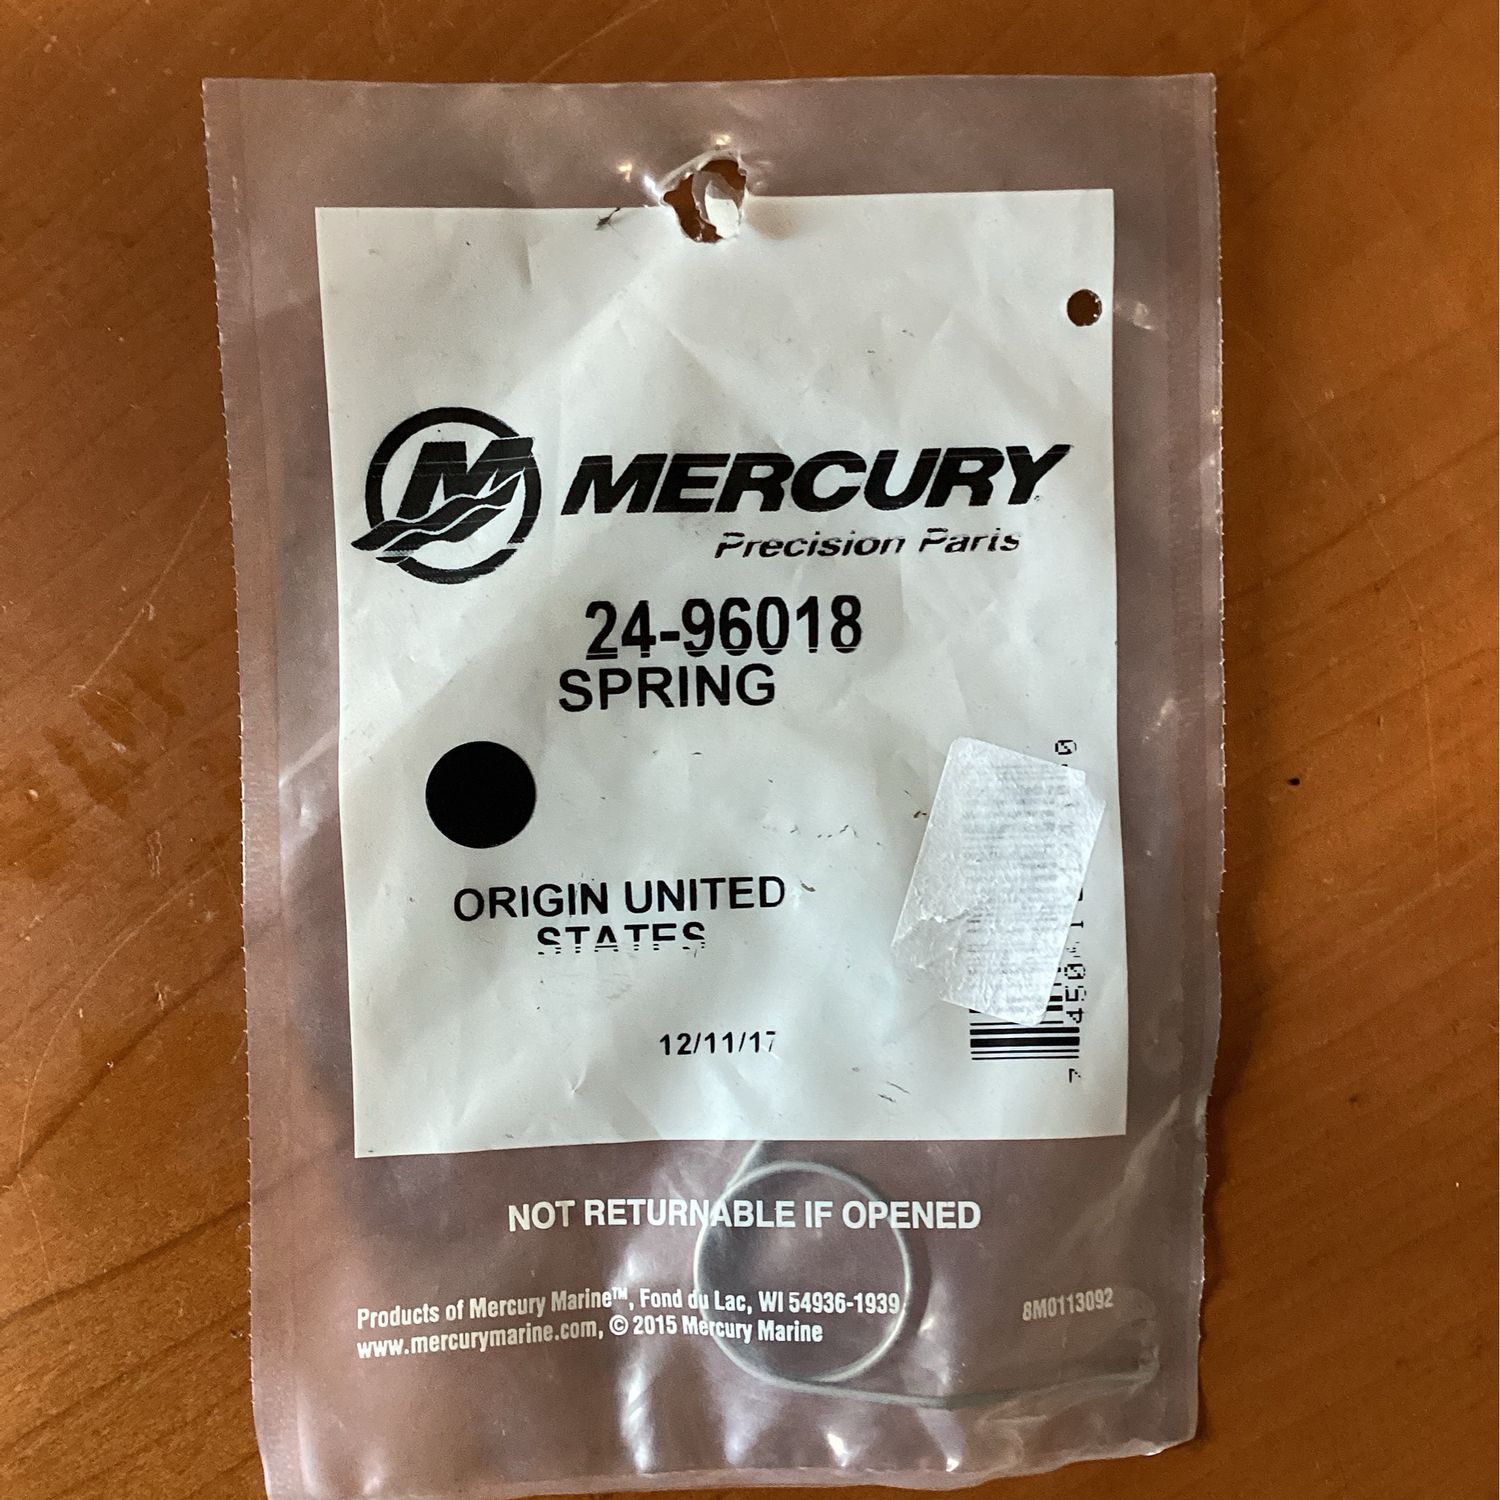 MERCURY
Precision Parts
24-96018
SPRING
ORIGIN UNITED
STATES
12/11/17
NOT RETURNABLE IF OPENED
Products of Mercury Marine™, Fond du Lac, WI 54936-1939
www.mercurymarine.com, © 2015 Mercury Marine
8M0113092